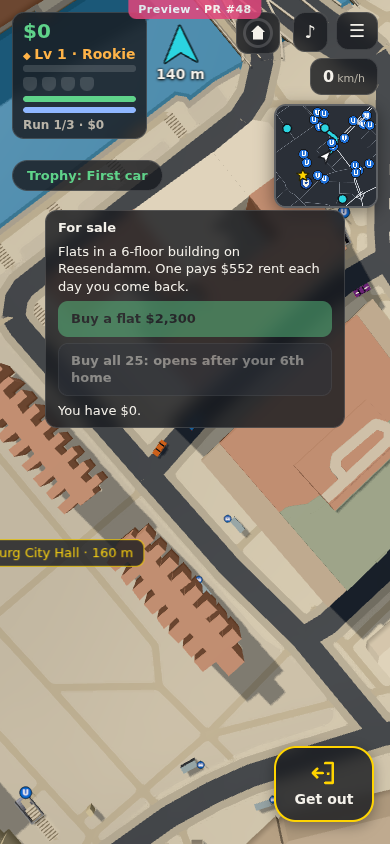 Preview · PR #48
$0
Lv 1 · Rookie
Run 1/3 · $0
140 m
0 km/h
Trophy: First car
For sale
Flats in a 6-floor building on
Reesendamm. One pays $552 rent each
day you come back.
Buy a flat $2,300
Buy all 25: opens after your 6th
home
You have $0.
urg City Hall · 160 m
U
Get out